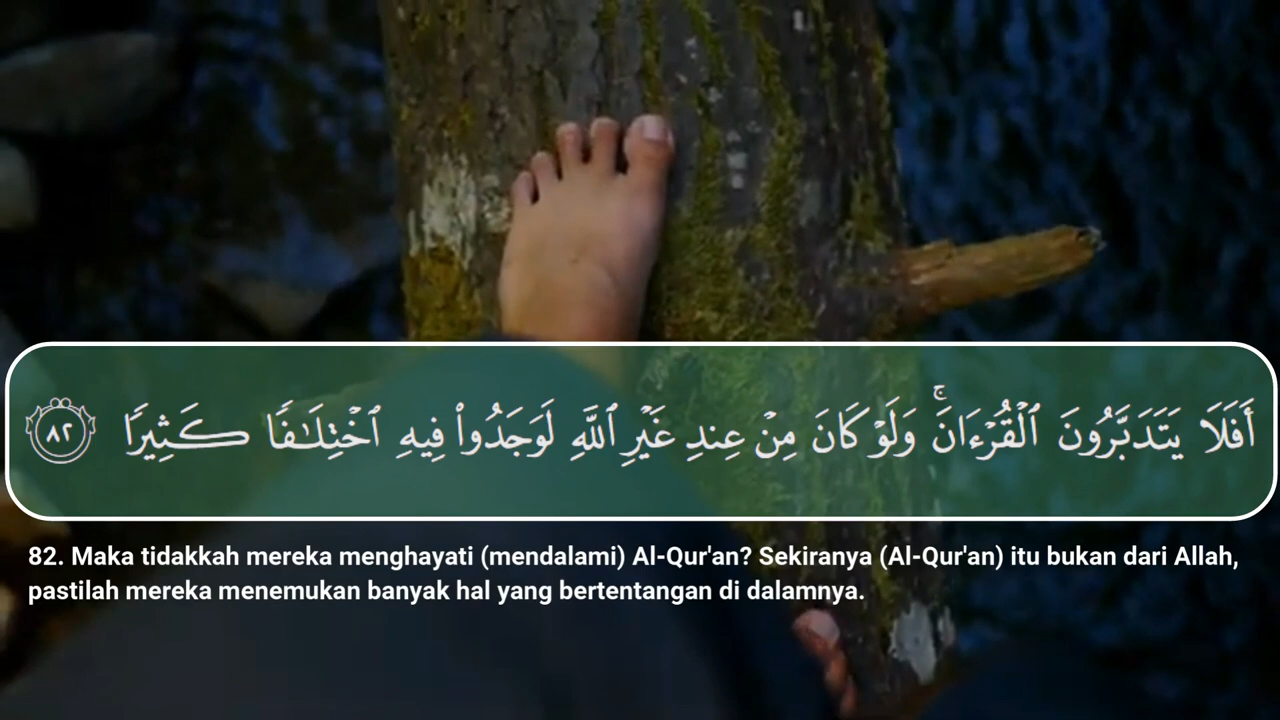 أَفَلَا يَتَدَبَّرُونَ ٱلْقُرْءَانَۚ وَلَوْ كَانَ مِنْ عِندِ غَيْرِ ٱللَّهِ لَوَجَدُوا۟ فِيهِ ٱخْتِلَـٰفًا كَثِيرًا ٨٢
82. Maka tidakkah mereka menghayati (mendalami) Al-Qur'an? Sekiranya (Al-Qur'an) itu bukan dari Allah,
pastilah mereka menemukan banyak hal yang bertentangan di dalamnya.